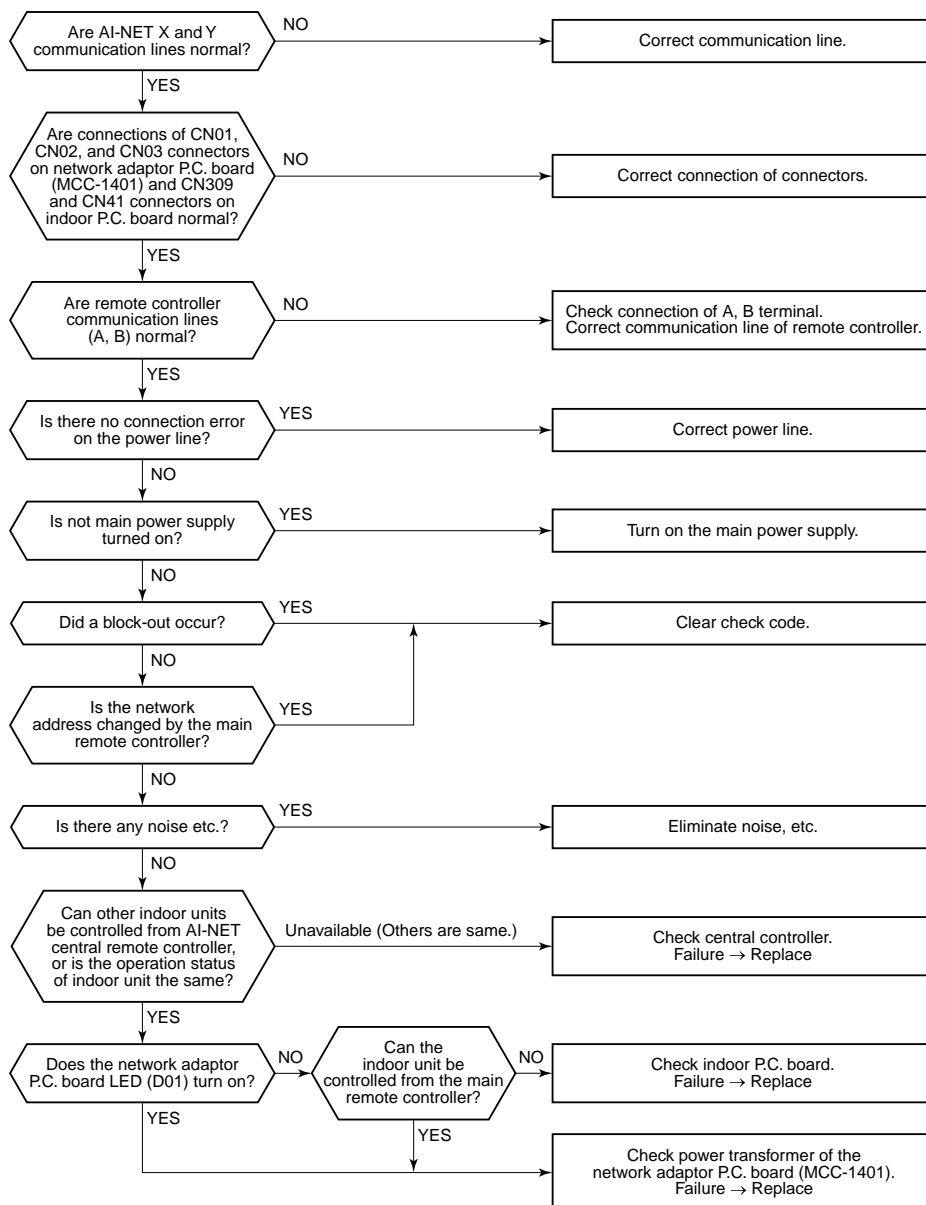 Are AI-NET X and Y
communication lines normal?
NO
Correct communication line.
YES
Are connections of CN01,
CN02, and CN03 connectors
on network adaptor P.C. board
(MCC-1401) and CN309
and CN41 connectors on
indoor P.C. board normal?
NO
Correct connection of connectors.
YES
Are remote controller
communication lines
(A, B) normal?
NO
Check connection of A, B terminal.
Correct communication line of remote controller.
YES
Is there no connection error
on the power line?
YES
Correct power line.
NO
Is not main power supply
turned on?
YES
Turn on the main power supply.
NO
Did a block-out occur?
YES
Clear check code.
NO
Is the network
address changed by the main
remote controller?
YES
NO
Is there any noise etc.?
YES
Eliminate noise, etc.
NO
Can other indoor units
be controlled from AI-NET
central remote controller,
or is the operation status
of indoor unit the same?
Unavailable (Others are same.)
Check central controller.
Failure → Replace
YES
Does the network adaptor
P.C. board LED (D01) turn on?
NO
Can the
indoor unit be
controlled from the main
remote controller?
NO
Check indoor P.C. board.
Failure → Replace
YES
YES
Check power transformer of the
network adaptor P.C. board (MCC-1401).
Failure → Replace